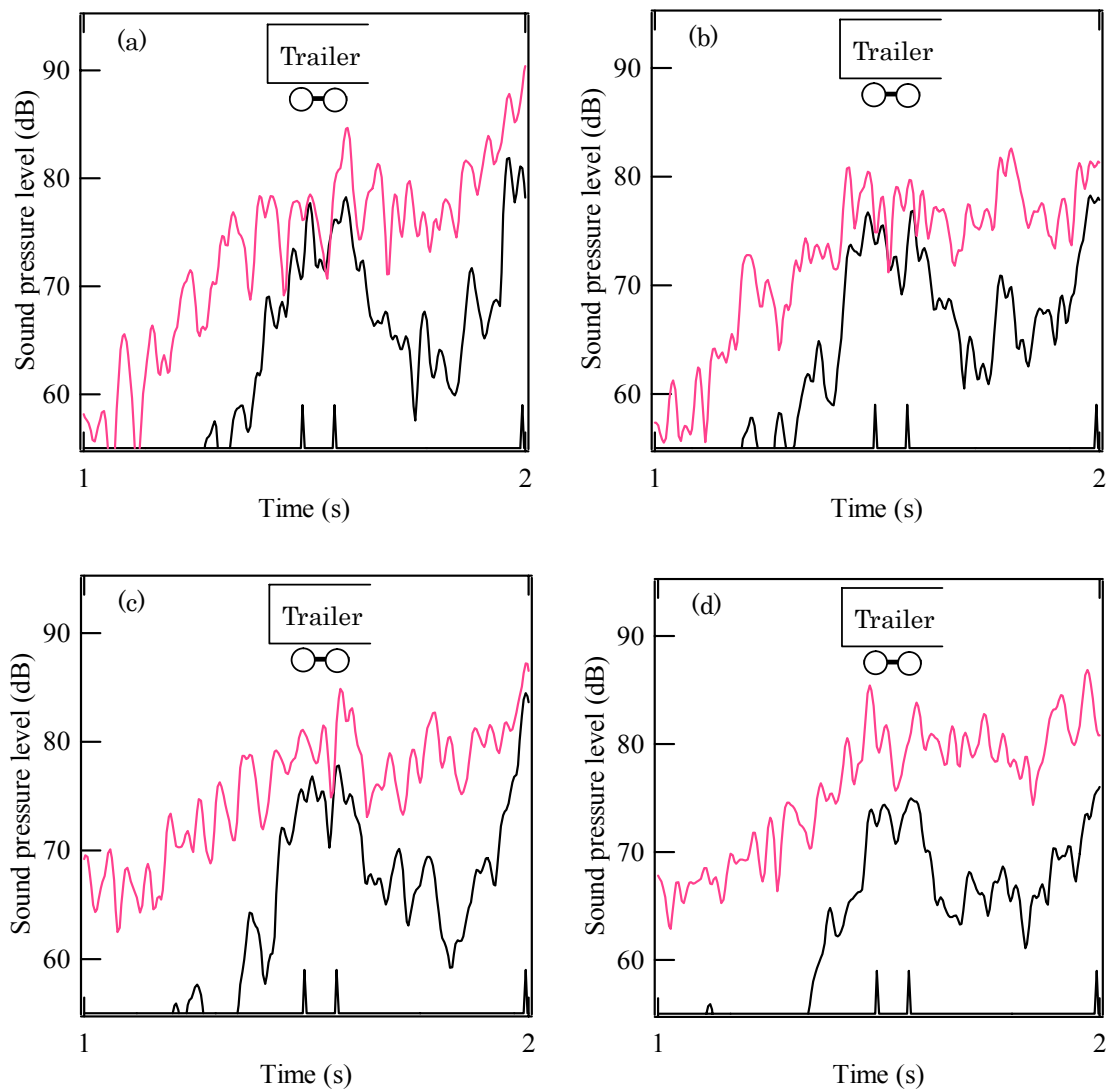 (a)
Trailer
90
80
70
60
Sound pressure level (dB)
1
2
Time (s)
(b)
Trailer
90
80
70
60
Sound pressure level (dB)
1
2
Time (s)
(c)
Trailer
90
80
70
60
Sound pressure level (dB)
1
2
Time (s)
(d)
Trailer
90
80
70
60
Sound pressure level (dB)
1
2
Time (s)